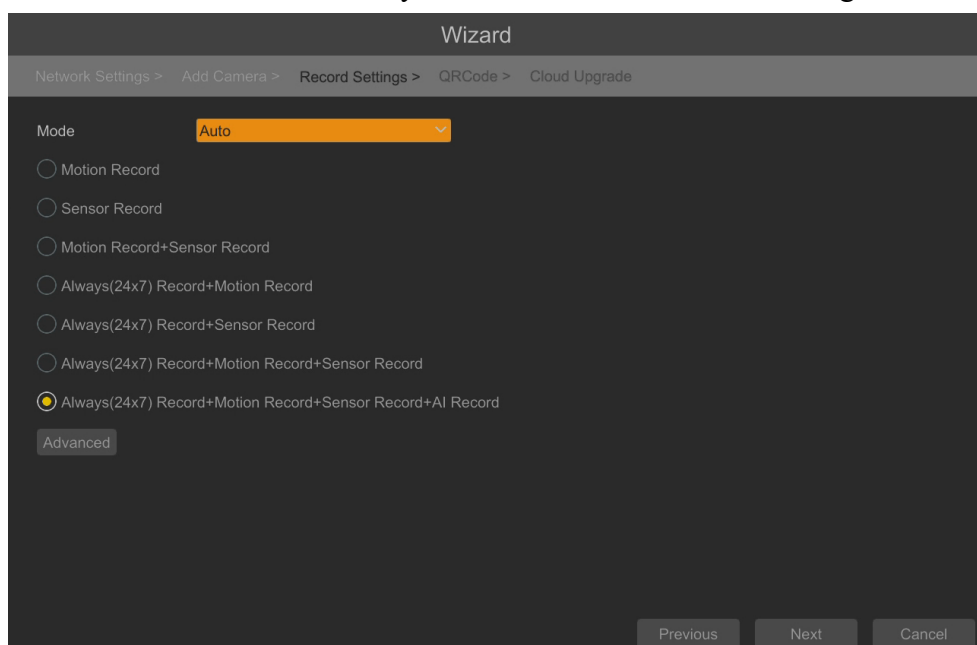 Wizard
Network Settings > Add Camera > Record Settings > QRCode > Cloud Upgrade
Mode Auto
Motion Record
Sensor Record
Motion Record+Sensor Record
Always(24x7) Record+Motion Record
Always(24x7) Record+Sensor Record
Always(24x7) Record+Motion Record+Sensor Record
Always(24x7) Record+Motion Record+Sensor Record+AI Record
Advanced
Previous Next Cancel